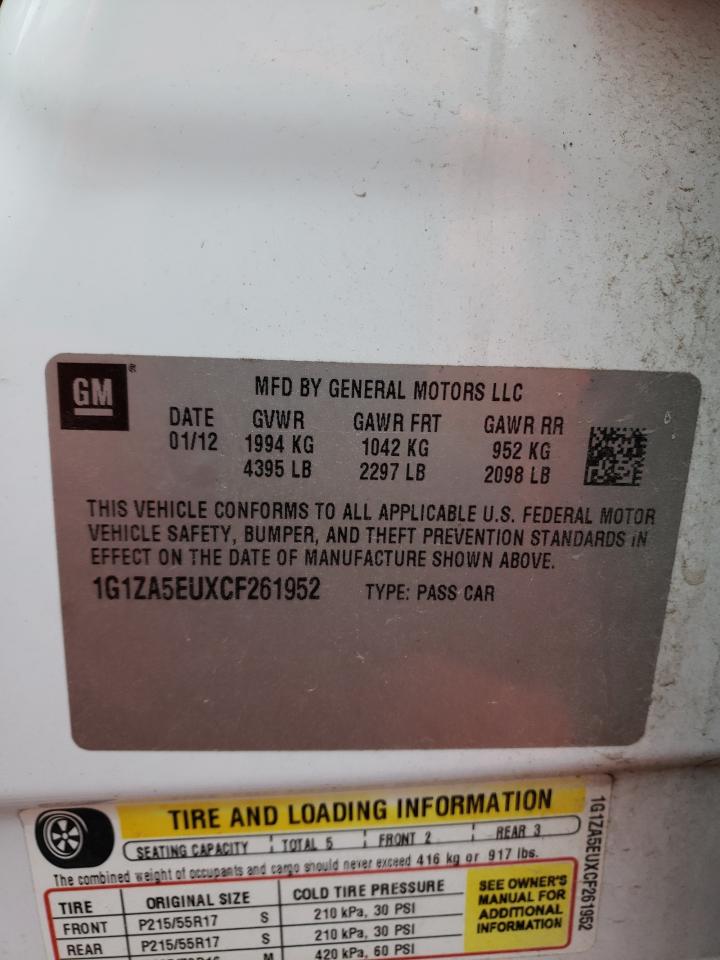 GM®
MFD BY GENERAL MOTORS LLC
DATE GVWR GAWR FRT GAWR RR
01/12 1994 KG 1042 KG 952 KG
4395 LB 2297 LB 2098 LB
THIS VEHICLE CONFORMS TO ALL APPLICABLE U.S. FEDERAL MOTOR
VEHICLE SAFETY, BUMPER, AND THEFT PREVENTION STANDARDS IN
EFFECT ON THE DATE OF MANUFACTURE SHOWN ABOVE.
1G1ZA5EUXCF261952 TYPE: PASS CAR
TIRE AND LOADING INFORMATION
SEATING CAPACITY TOTAL 5 FRONT 2 REAR 3
The combined weight of occupants and cargo should never exceed 416 kg or 917 lbs.
TIRE ORIGINAL SIZE COLD TIRE PRESSURE
FRONT P215/55R17 S 210 kPa, 30 PSI
REAR P215/55R17 S 210 kPa, 30 PSI
M 420 kPa, 60 PSI
SEE OWNER'S
MANUAL FOR
ADDITIONAL
INFORMATION
1G1ZA5EUXCF261952